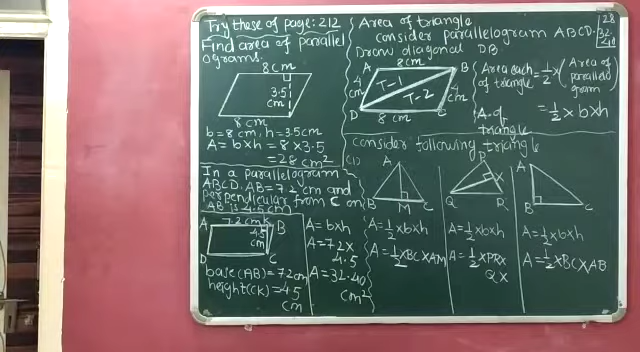 Try these of page: 212
Find area of parallel
ograms.
8 cm
3.5
cm
8 cm
b = 8 cm, h = 3.5 cm
A = b x h = 8 x 3.5
= 28 cm²
In a parallelogram
ABCD. AB = 7.2 cm and
perpendicular from C on
AB is 4.5 cm
7.2 cm K
A
B
4.5
cm
D
C
base (AB) = 7.2 cm
height (CK) = 4.5
cm
A = b x h
A = 7.2 x
4.5
A = 32.40
cm²
Area of triangle
consider parallelogram ABCD.
Draw diagonal DB
28
32.40
8 cm
A
B
T-1
T-2
4
cm
4
cm
D
C
8 cm
Area each of triangle = 1/2 x (Area of parallelogram)
A. of
triangle
= 1/2 x b x h
consider following triangle
(1)
A
B
M
C
A = 1/2 x b x h
A = 1/2 x BC x AM
P
X
Q
R
A = 1/2 x b x h
A = 1/2 x PR x
QX
A
B
C
A = 1/2 x b x h
A = 1/2 x BC x AB